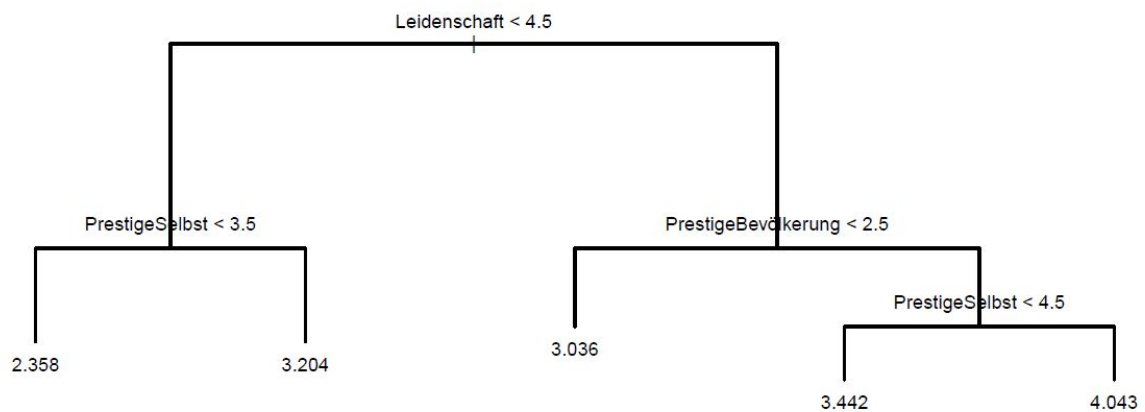 Leidenschaft < 4.5
PrestigeSelbst < 3.5
PrestigeBevölkerung < 2.5
PrestigeSelbst < 4.5
2.358
3.204
3.036
3.442
4.043